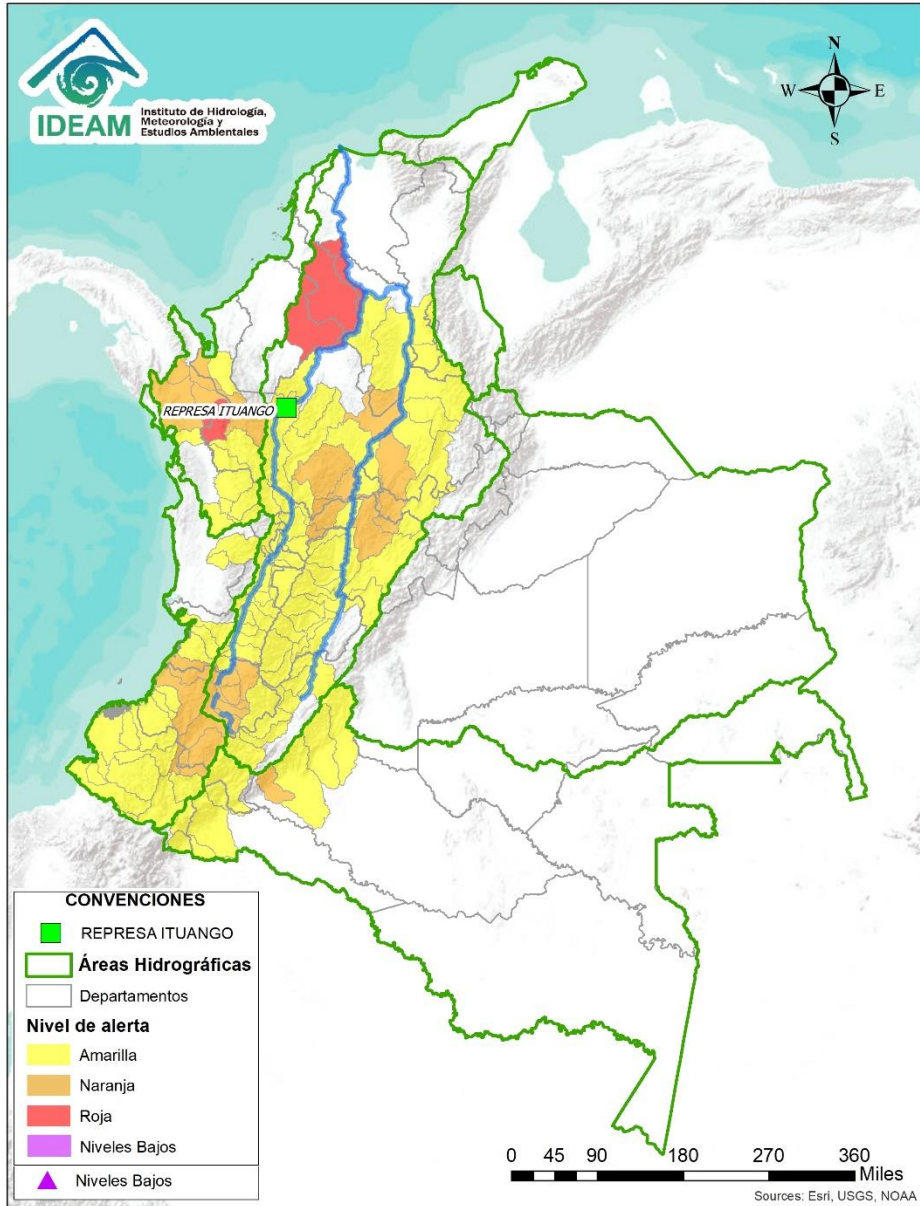 IDEAM
Instituto de Hidrología,
Meteorología y
Estudios Ambientales
N
W
E
S
REPRESA ITUANGO
CONVENCIONES
REPRESA ITUANGO
Áreas Hidrográficas
Departamentos
Nivel de alerta
Amarilla
Naranja
Roja
Niveles Bajos
Niveles Bajos
0 45 90 180 270 360
Miles
Sources: Esri, USGS, NOAA